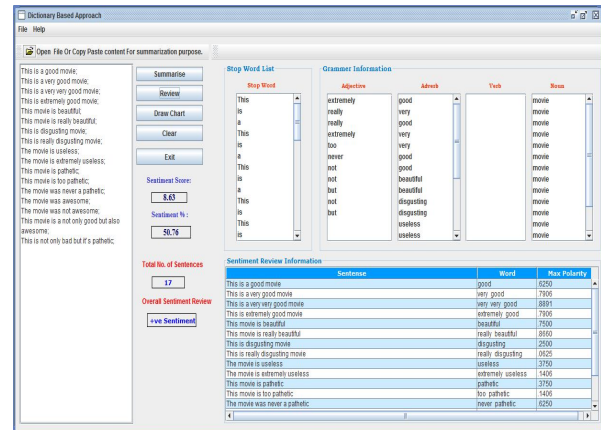 Dictionary Based Approach
File Help
Open File Or Copy Paste content For summarization purpose.
This is a good movie;
This is a very good movie;
This is a very very good movie;
This is extremely good movie;
This movie is beautiful;
This movie is really beautiful;
This is disgusting movie;
This is really disgusting movie;
The movie is useless;
The movie is extremely useless;
This movie is pathetic;
This movie is too pathetic;
The movie was never a pathetic;
The movie was awesome;
The movie was not awesome;
This movie is a not only good but also
awesome;
This is not only bad but it's pathetic;
Summarise
Review
Draw Chart
Clear
Exit
Sentiment Score:
8.63
Sentiment % :
50.76
Total No. of Sentences
17
Overall Sentiment Review
+ve Sentiment
Stop Word List
Stop Word
This
is
a
This
is
a
This
is
a
This
is
Grammer Information
Adjective
extremely
really
really
extremely
too
never
not
not
but
not
but
Adverb
good
very
good
very
very
good
good
beautiful
beautiful
disgusting
disgusting
useless
useless
Verb
Noun
movie
movie
movie
movie
movie
movie
movie
movie
movie
movie
movie
movie
movie
Sentiment Review Information
Sentense Word Max Polarity
This is a good movie good .6250
This is a very good movie very good .7906
This is a very very good movie very very good .8891
This is extremely good movie extremely good .7906
This movie is beautiful beautiful .7500
This movie is really beautiful really beautiful .8660
This is disgusting movie disgusting .2500
This is really disgusting movie really disgusting .0625
The movie is useless useless .3750
The movie is extremely useless extremely useless .1406
This movie is pathetic pathetic .3750
This movie is too pathetic too pathetic .1406
The movie was never a pathetic never pathetic .6250